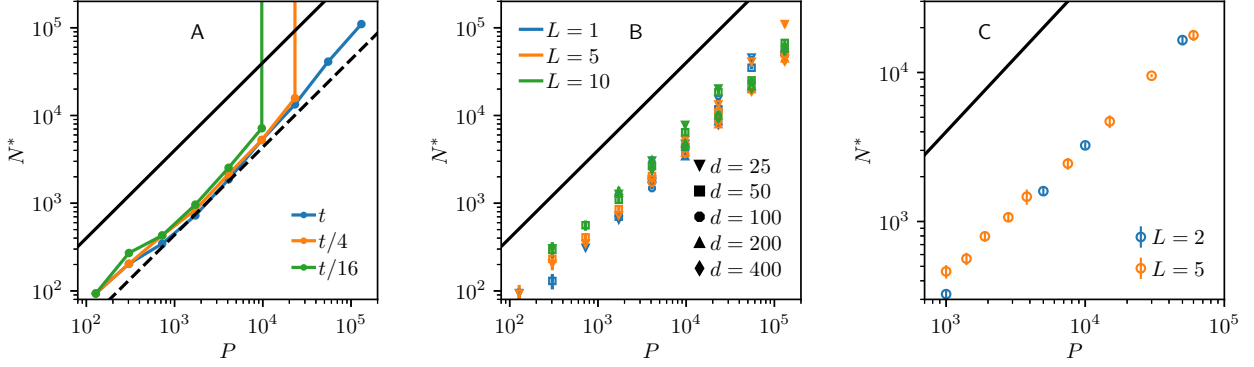 A
10^5
10^4
10^3
10^2
N*
t
t/4
t/16
10^2 10^3 10^4 10^5
P
B
L = 1
L = 5
L = 10
10^5
10^4
10^3
10^2
N*
d = 25
d = 50
d = 100
d = 200
d = 400
10^2 10^3 10^4 10^5
P
C
10^4
10^3
N*
L = 2
L = 5
10^3 10^4 10^5
P